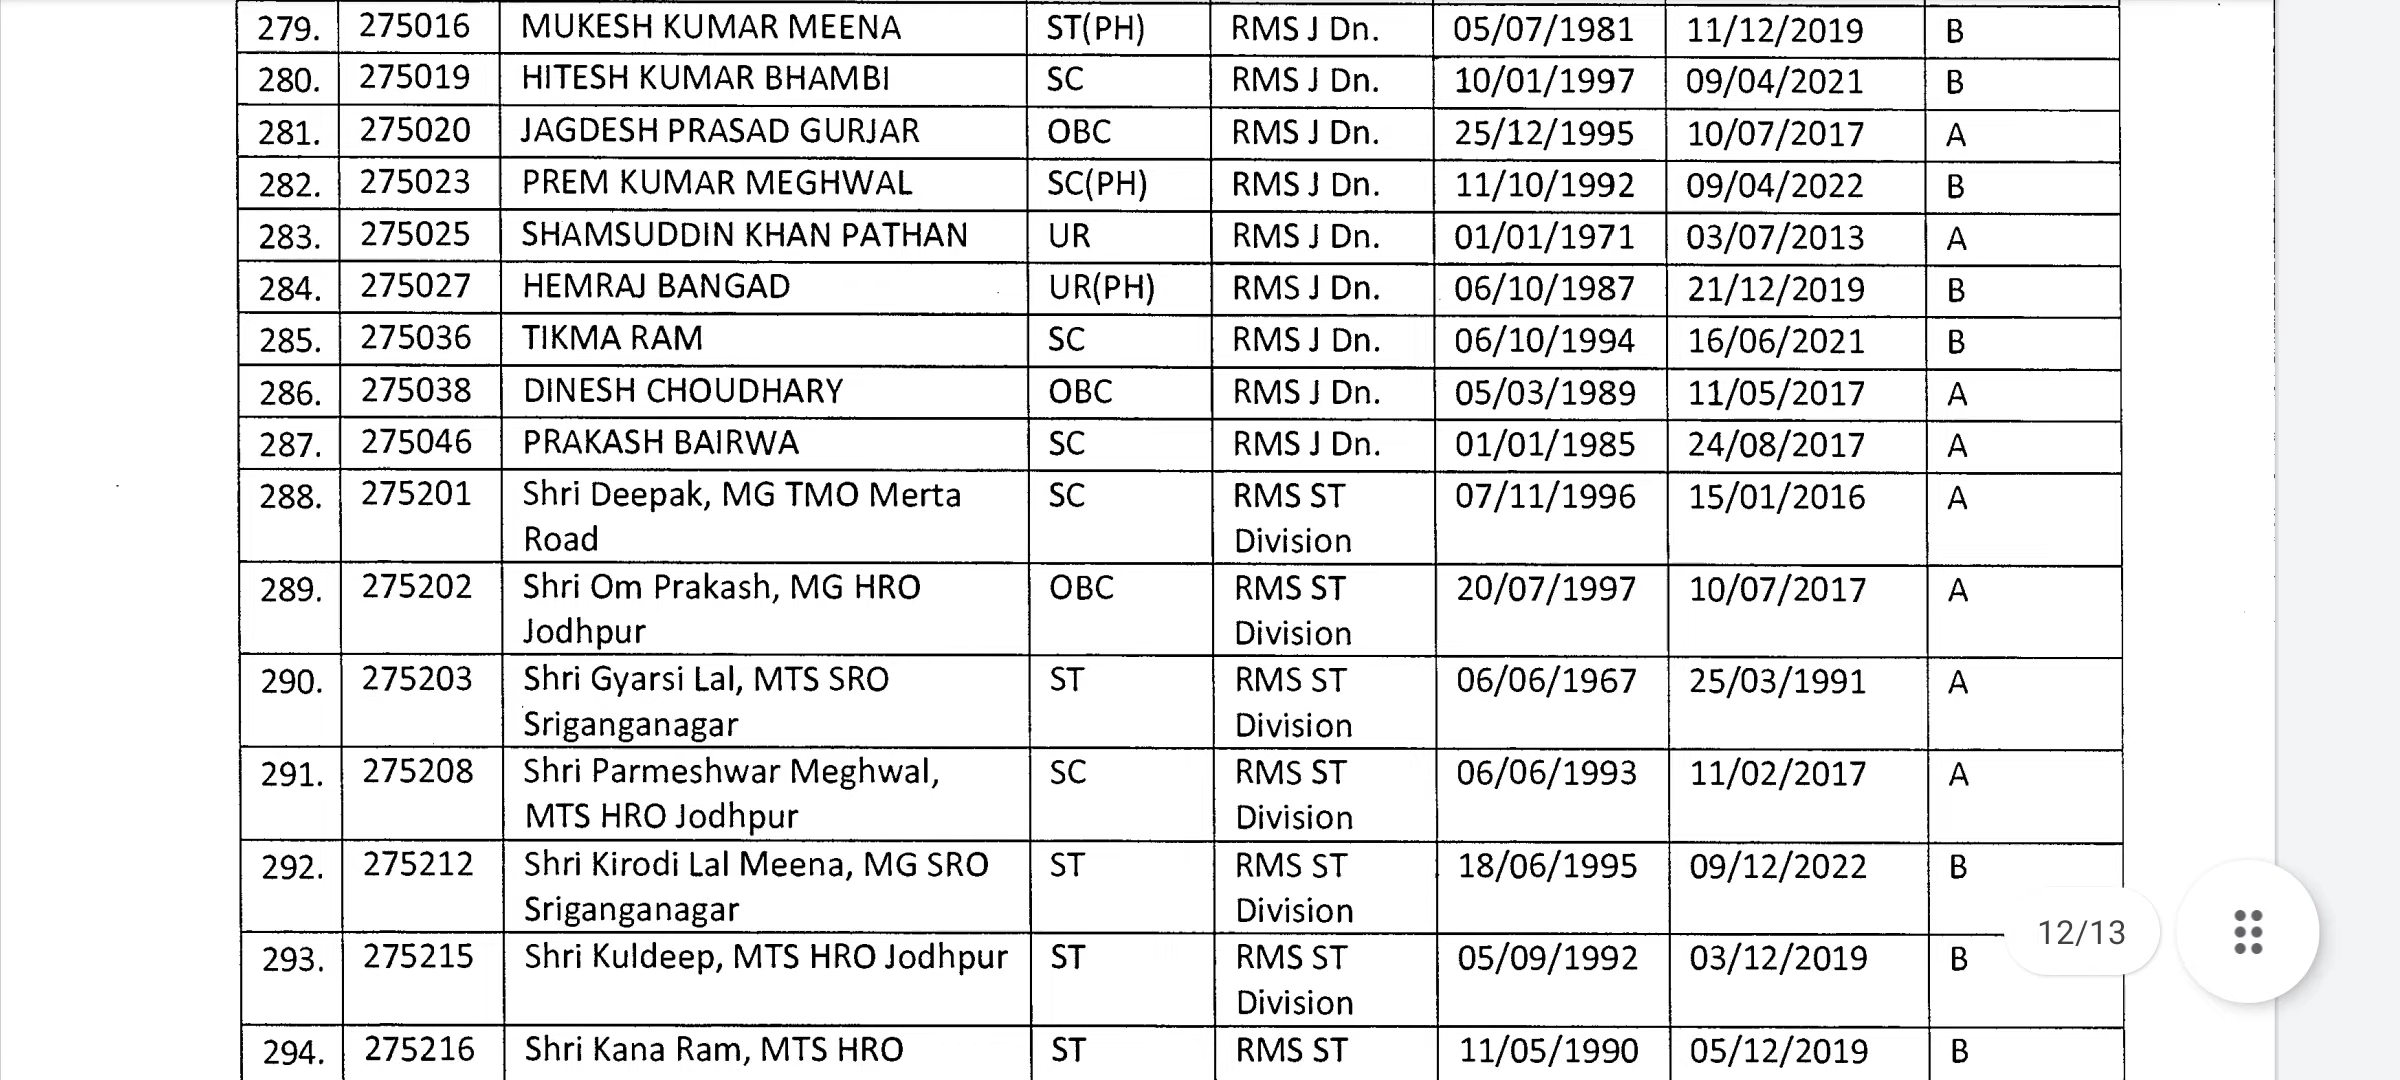 279. 275016 MUKESH KUMAR MEENA ST(PH) RMS J Dn. 05/07/1981 11/12/2019 B
280. 275019 HITESH KUMAR BHAMBI SC RMS J Dn. 10/01/1997 09/04/2021 B
281. 275020 JAGDESH PRASAD GURJAR OBC RMS J Dn. 25/12/1995 10/07/2017 A
282. 275023 PREM KUMAR MEGHWAL SC(PH) RMS J Dn. 11/10/1992 09/04/2022 B
283. 275025 SHAMSUDDIN KHAN PATHAN UR RMS J Dn. 01/01/1971 03/07/2013 A
284. 275027 HEMRAJ BANGAD UR(PH) RMS J Dn. 06/10/1987 21/12/2019 B
285. 275036 TIKMA RAM SC RMS J Dn. 06/10/1994 16/06/2021 B
286. 275038 DINESH CHOUDHARY OBC RMS J Dn. 05/03/1989 11/05/2017 A
287. 275046 PRAKASH BAIRWA SC RMS J Dn. 01/01/1985 24/08/2017 A
288. 275201 Shri Deepak, MG TMO Merta SC RMS ST 07/11/1996 15/01/2016 A
Road Division
289. 275202 Shri Om Prakash, MG HRO OBC RMS ST 20/07/1997 10/07/2017 A
Jodhpur Division
290. 275203 Shri Gyarsi Lal, MTS SRO ST RMS ST 06/06/1967 25/03/1991 A
Sriganganagar Division
291. 275208 Shri Parmeshwar Meghwal, SC RMS ST 06/06/1993 11/02/2017 A
MTS HRO Jodhpur Division
292. 275212 Shri Kirodi Lal Meena, MG SRO ST RMS ST 18/06/1995 09/12/2022 B
Sriganganagar Division
12/13
293. 275215 Shri Kuldeep, MTS HRO Jodhpur ST RMS ST 05/09/1992 03/12/2019 B
Division
294. 275216 Shri Kana Ram, MTS HRO ST RMS ST 11/05/1990 05/12/2019 B